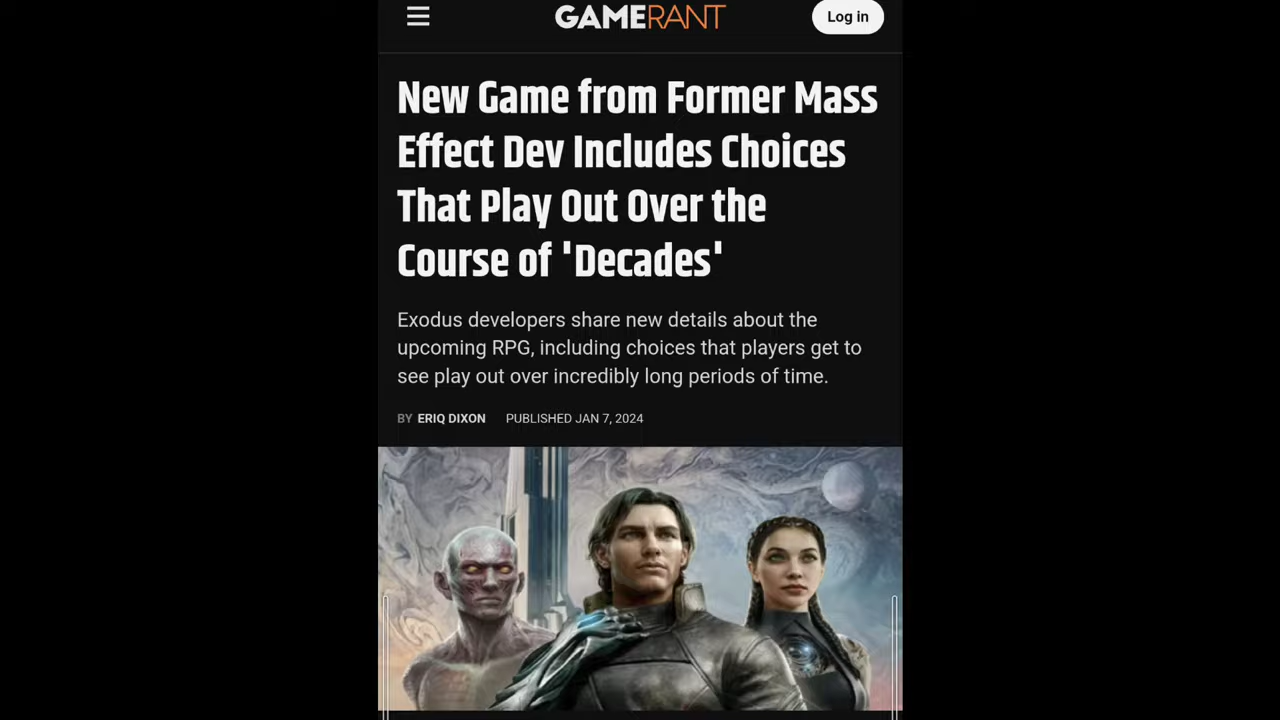 GAMERANT
Log in
New Game from Former Mass
Effect Dev Includes Choices
That Play Out Over the
Course of 'Decades'
Exodus developers share new details about the
upcoming RPG, including choices that players get to
see play out over incredibly long periods of time.
BY ERIQ DIXON PUBLISHED JAN 7, 2024